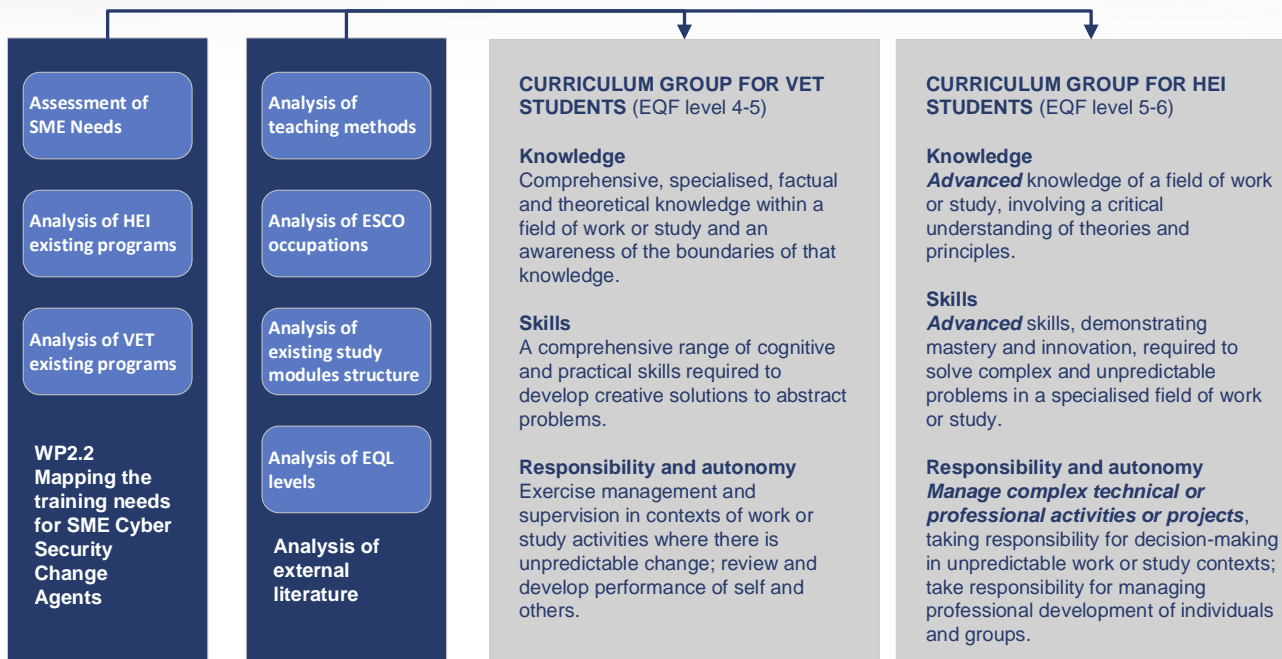 Assessment of
SME Needs
Analysis of HEI
existing programs
Analysis of VET
existing programs
WP2.2
Mapping the
training needs
for SME Cyber
Security
Change
Agents
Analysis of
teaching methods
Analysis of ESCO
occupations
Analysis of
existing study
modules structure
Analysis of EQL
levels
Analysis of
external
literature
CURRICULUM GROUP FOR VET
STUDENTS (EQF level 4-5)
Knowledge
Comprehensive, specialised, factual
and theoretical knowledge within a
field of work or study and an
awareness of the boundaries of that
knowledge.
Skills
A comprehensive range of cognitive
and practical skills required to
develop creative solutions to abstract
problems.
Responsibility and autonomy
Exercise management and
supervision in contexts of work or
study activities where there is
unpredictable change; review and
develop performance of self and
others.
CURRICULUM GROUP FOR HEI
STUDENTS (EQF level 5-6)
Knowledge
Advanced knowledge of a field of work
or study, involving a critical
understanding of theories and
principles.
Skills
Advanced skills, demonstrating
mastery and innovation, required to
solve complex and unpredictable
problems in a specialised field of work
or study.
Responsibility and autonomy
Manage complex technical or
professional activities or projects,
taking responsibility for decision-making
in unpredictable work or study contexts;
take responsibility for managing
professional development of individuals
and groups.